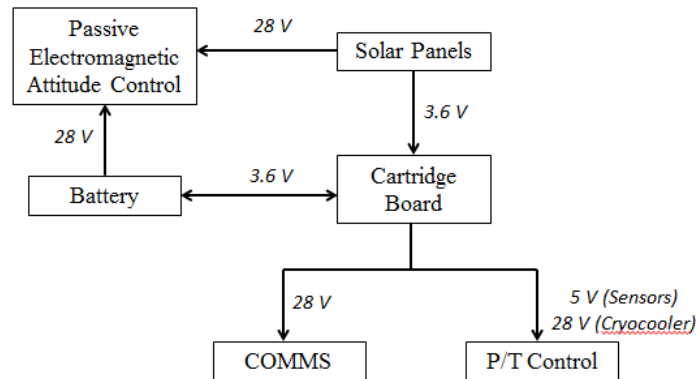 Passive
Electromagnetic
Attitude Control
28 V
Solar Panels
28 V
3.6 V
Battery
3.6 V
Cartridge
Board
28 V
5 V (Sensors)
28 V (Cryocooler)
COMMS
P/T Control